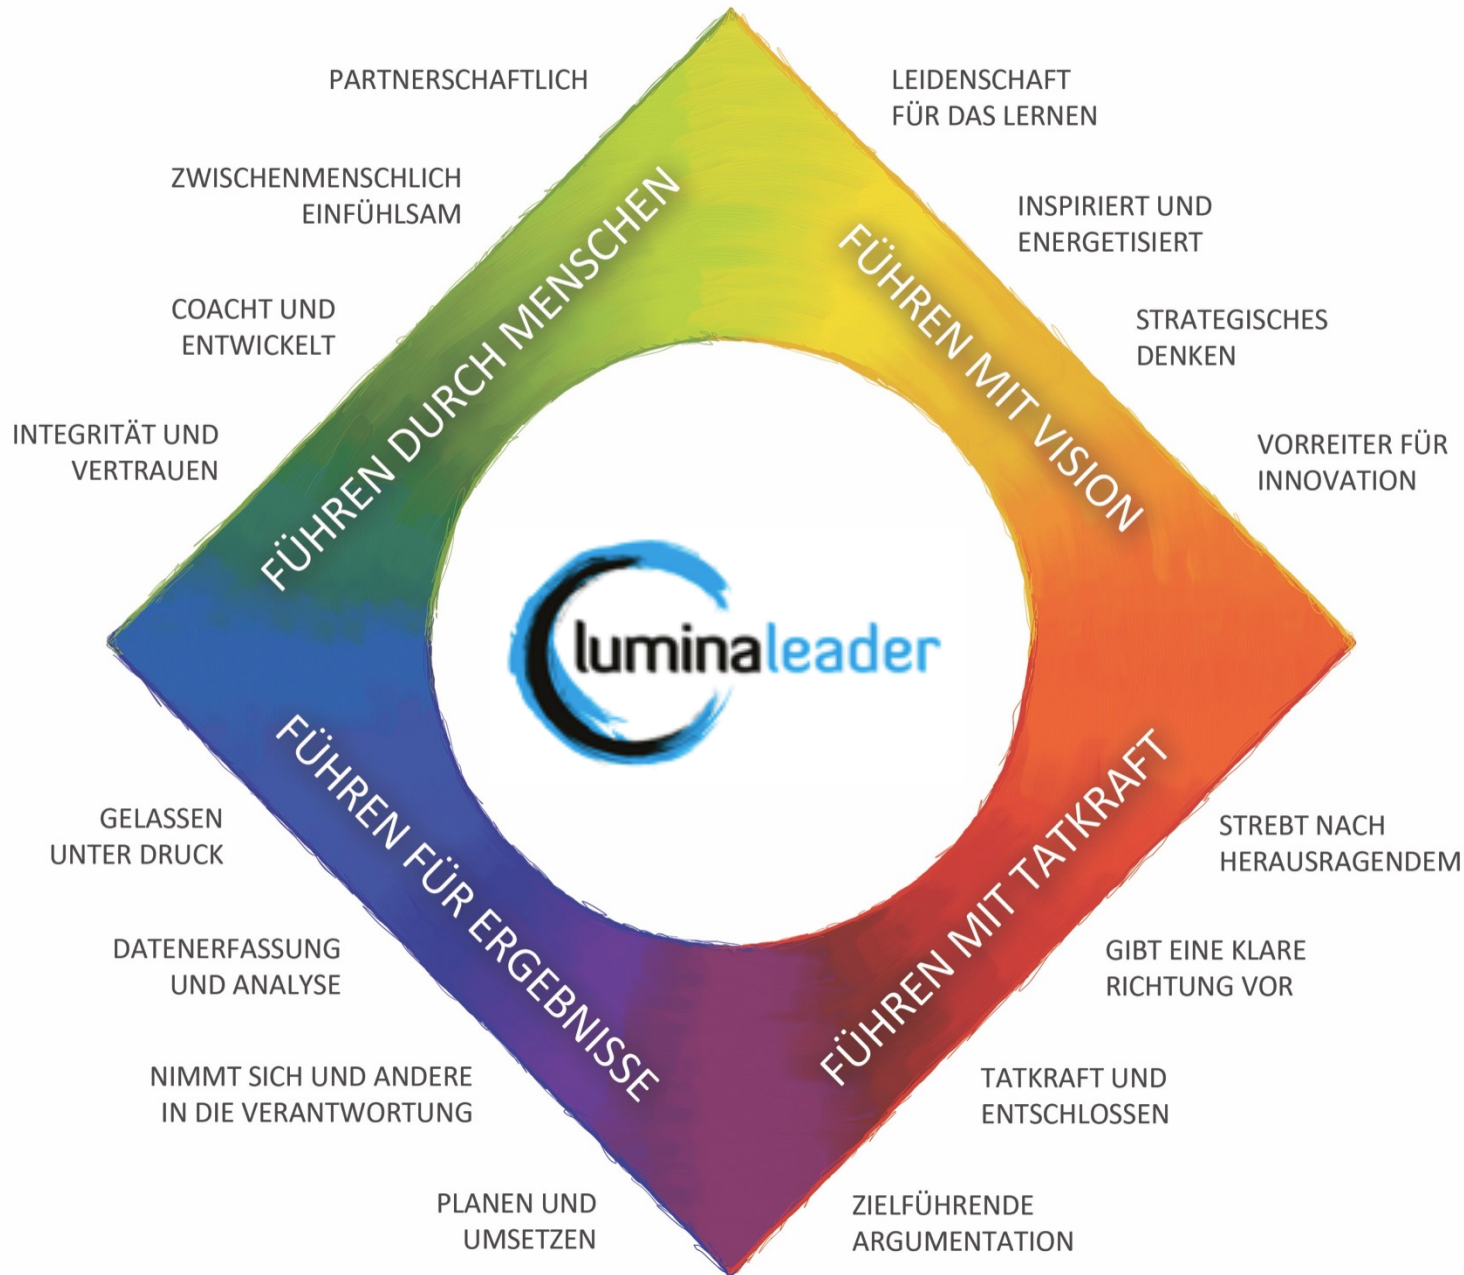 PARTNERSCHAFTLICH
ZWISCHENMENSCHLICH
EINFÜHLSAM
COACHT UND
ENTWICKELT
INTEGRITÄT UND
VERTRAUEN
FÜHREN DURCH MENSCHEN
LEIDENSCHAFT
FÜR DAS LERNEN
INSPIRIERT UND
ENERGETISIERT
STRATEGISCHES
DENKEN
VORREITER FÜR
INNOVATION
FÜHREN MIT VISION
luminaleader
FÜHREN FÜR ERGEBNISSE
GELASSEN
UNTER DRUCK
DATENERFASSUNG
UND ANALYSE
NIMMT SICH UND ANDERE
IN DIE VERANTWORTUNG
PLANEN UND
UMSETZEN
FÜHREN MIT TATKRAFT
STREBT NACH
HERAUSRAGENDEM
GIBT EINE KLARE
RICHTUNG VOR
TATKRAFT UND
ENTSCHLOSSEN
ZIELFÜHRENDE
ARGUMENTATION